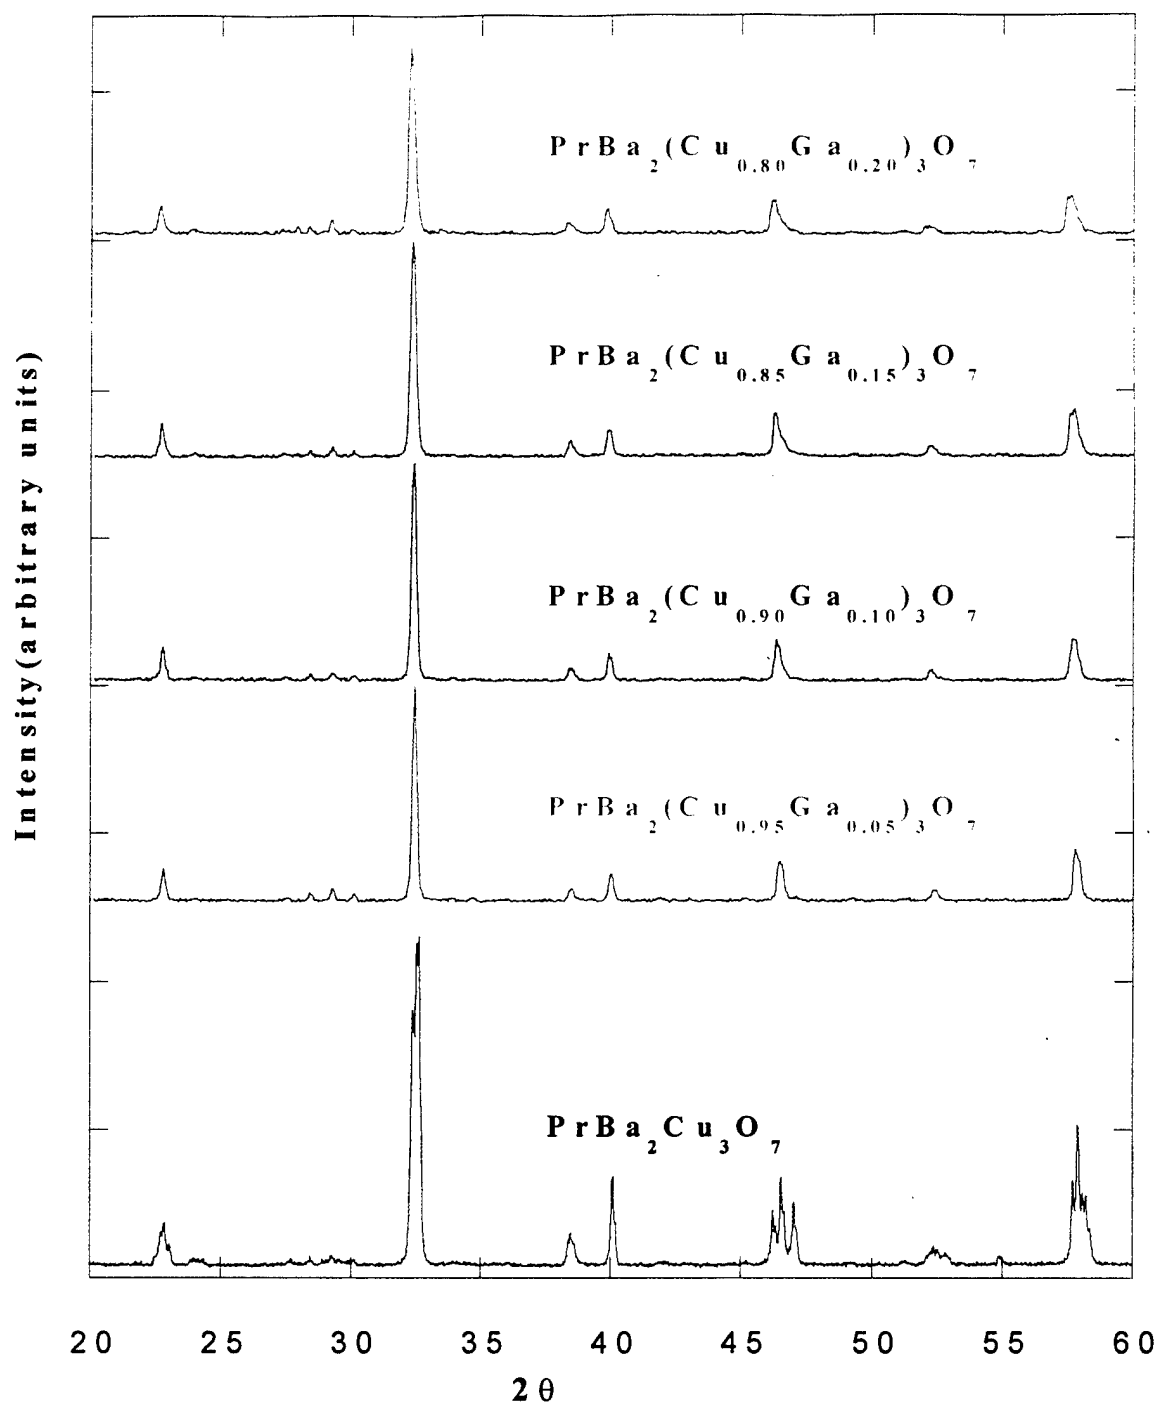 PrBa2(Cu0.80Ga0.20)3O7
PrBa2(Cu0.85Ga0.15)3O7
PrBa2(Cu0.90Ga0.10)3O7
PrBa2(Cu0.95Ga0.05)3O7
PrBa2Cu3O7
Intensity(arbitrary units)
20 25 30 35 40 45 50 55 60
2 θ